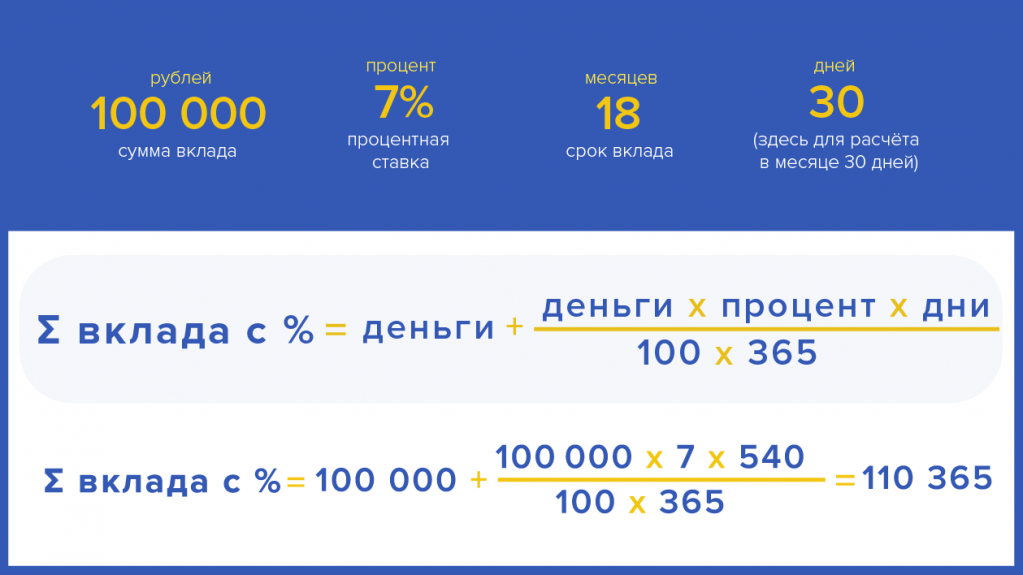 рублей
100 000
сумма вклада
процент
7%
процентная
ставка
месяцев
18
срок вклада
дней
30
(здесь для расчёта
в месяце 30 дней)
Σ вклада с % = деньги + деньги x процент x дни
100 x 365
Σ вклада с % = 100 000 + 100 000 x 7 x 540 = 110 365
100 x 365